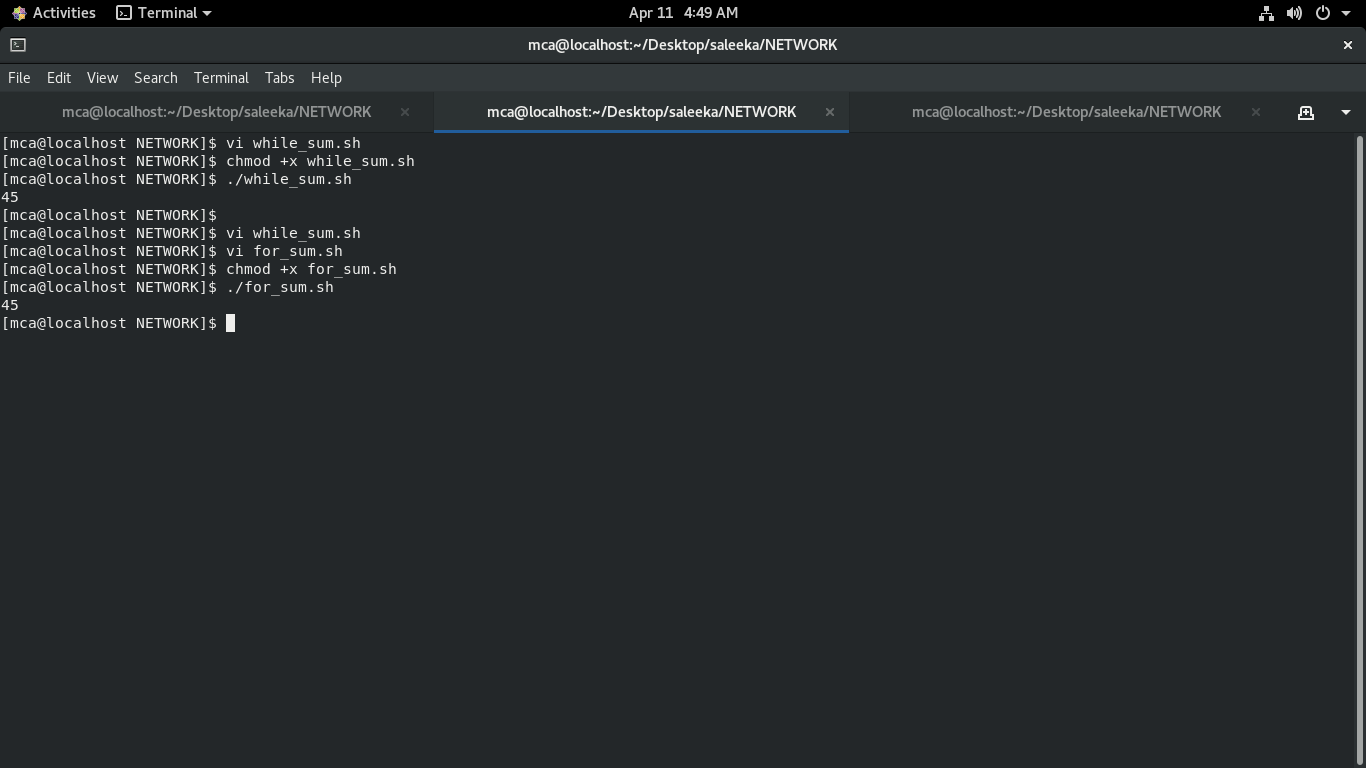 Activities Terminal Apr 11 4:49 AM
mca@localhost:~/Desktop/saleeka/NETWORK
File Edit View Search Terminal Tabs Help
mca@localhost:~/Desktop/saleeka/NETWORK mca@localhost:~/Desktop/saleeka/NETWORK mca@localhost:~/Desktop/saleeka/NETWORK
[mca@localhost NETWORK]$ vi while_sum.sh
[mca@localhost NETWORK]$ chmod +x while_sum.sh
[mca@localhost NETWORK]$ ./while_sum.sh
45
[mca@localhost NETWORK]$
[mca@localhost NETWORK]$ vi while_sum.sh
[mca@localhost NETWORK]$ vi for_sum.sh
[mca@localhost NETWORK]$ chmod +x for_sum.sh
[mca@localhost NETWORK]$ ./for_sum.sh
45
[mca@localhost NETWORK]$